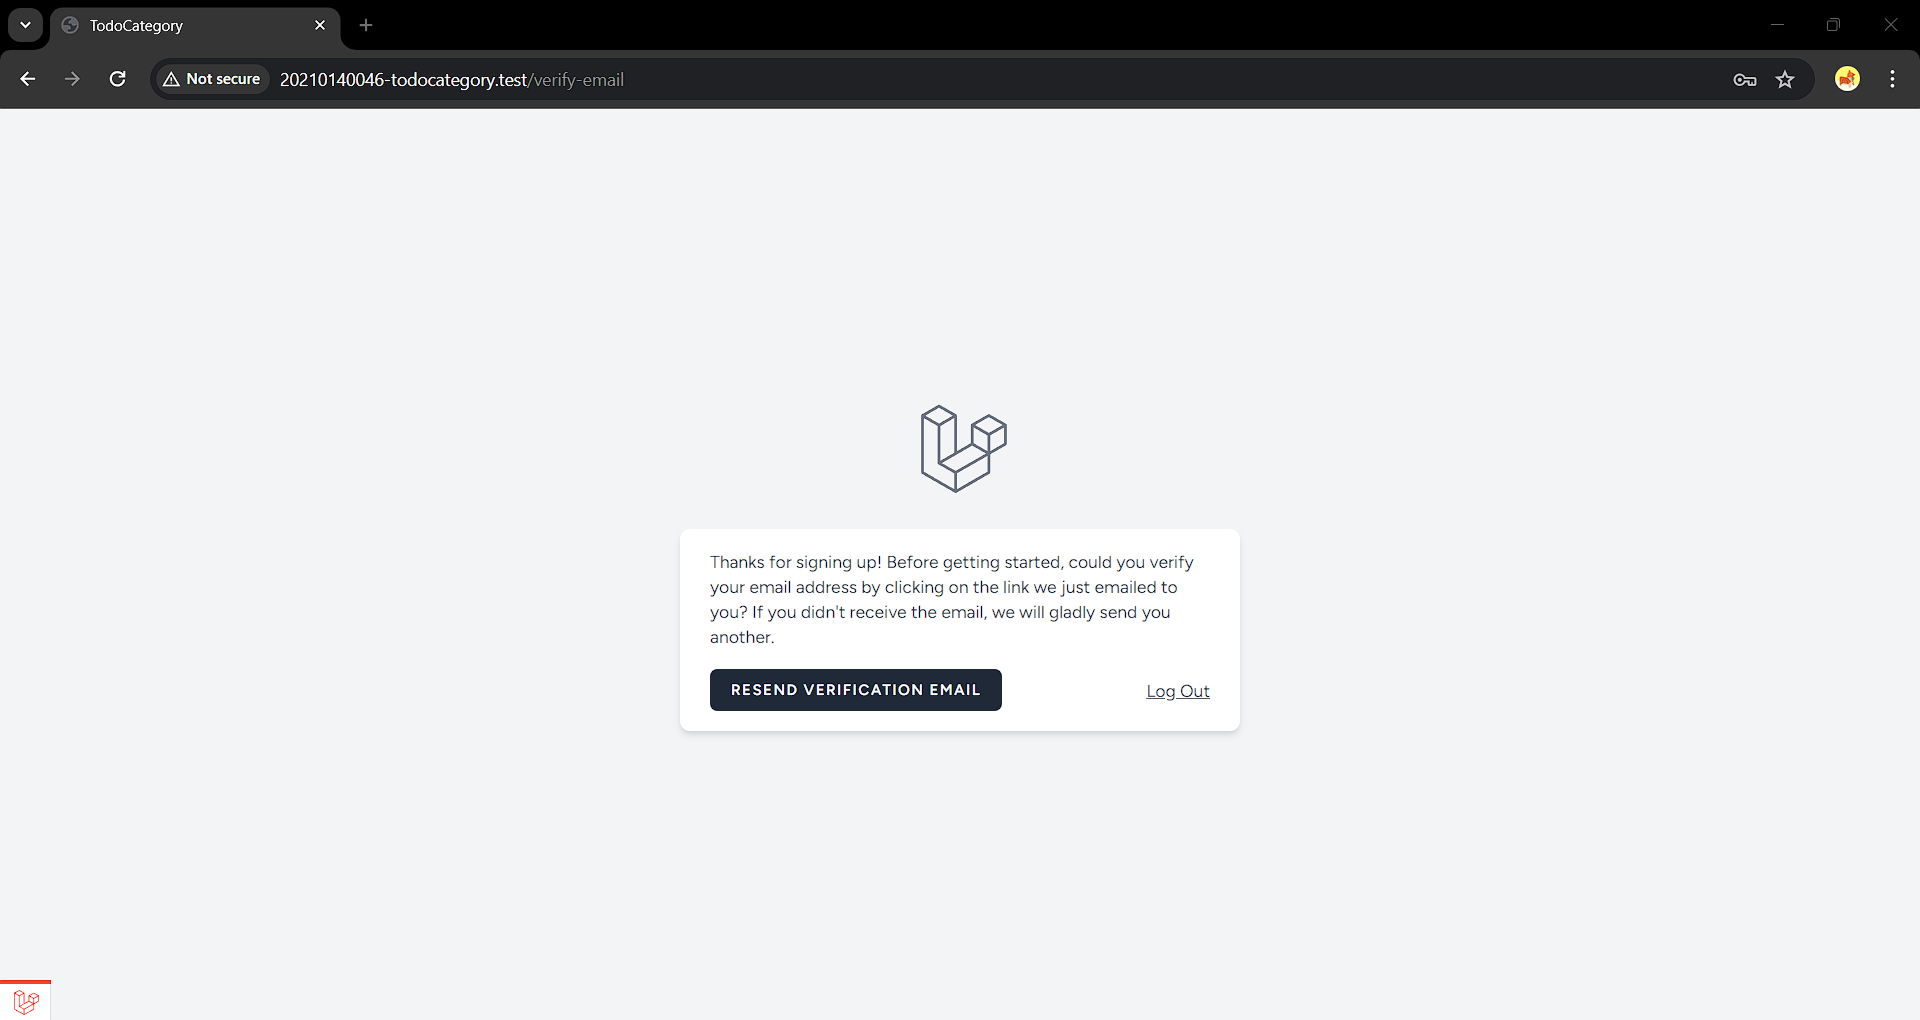 TodoCategory
Not secure
20210140046-todocategory.test/verify-email
Thanks for signing up! Before getting started, could you verify
your email address by clicking on the link we just emailed to
you? If you didn't receive the email, we will gladly send you
another.
RESEND VERIFICATION EMAIL
Log Out